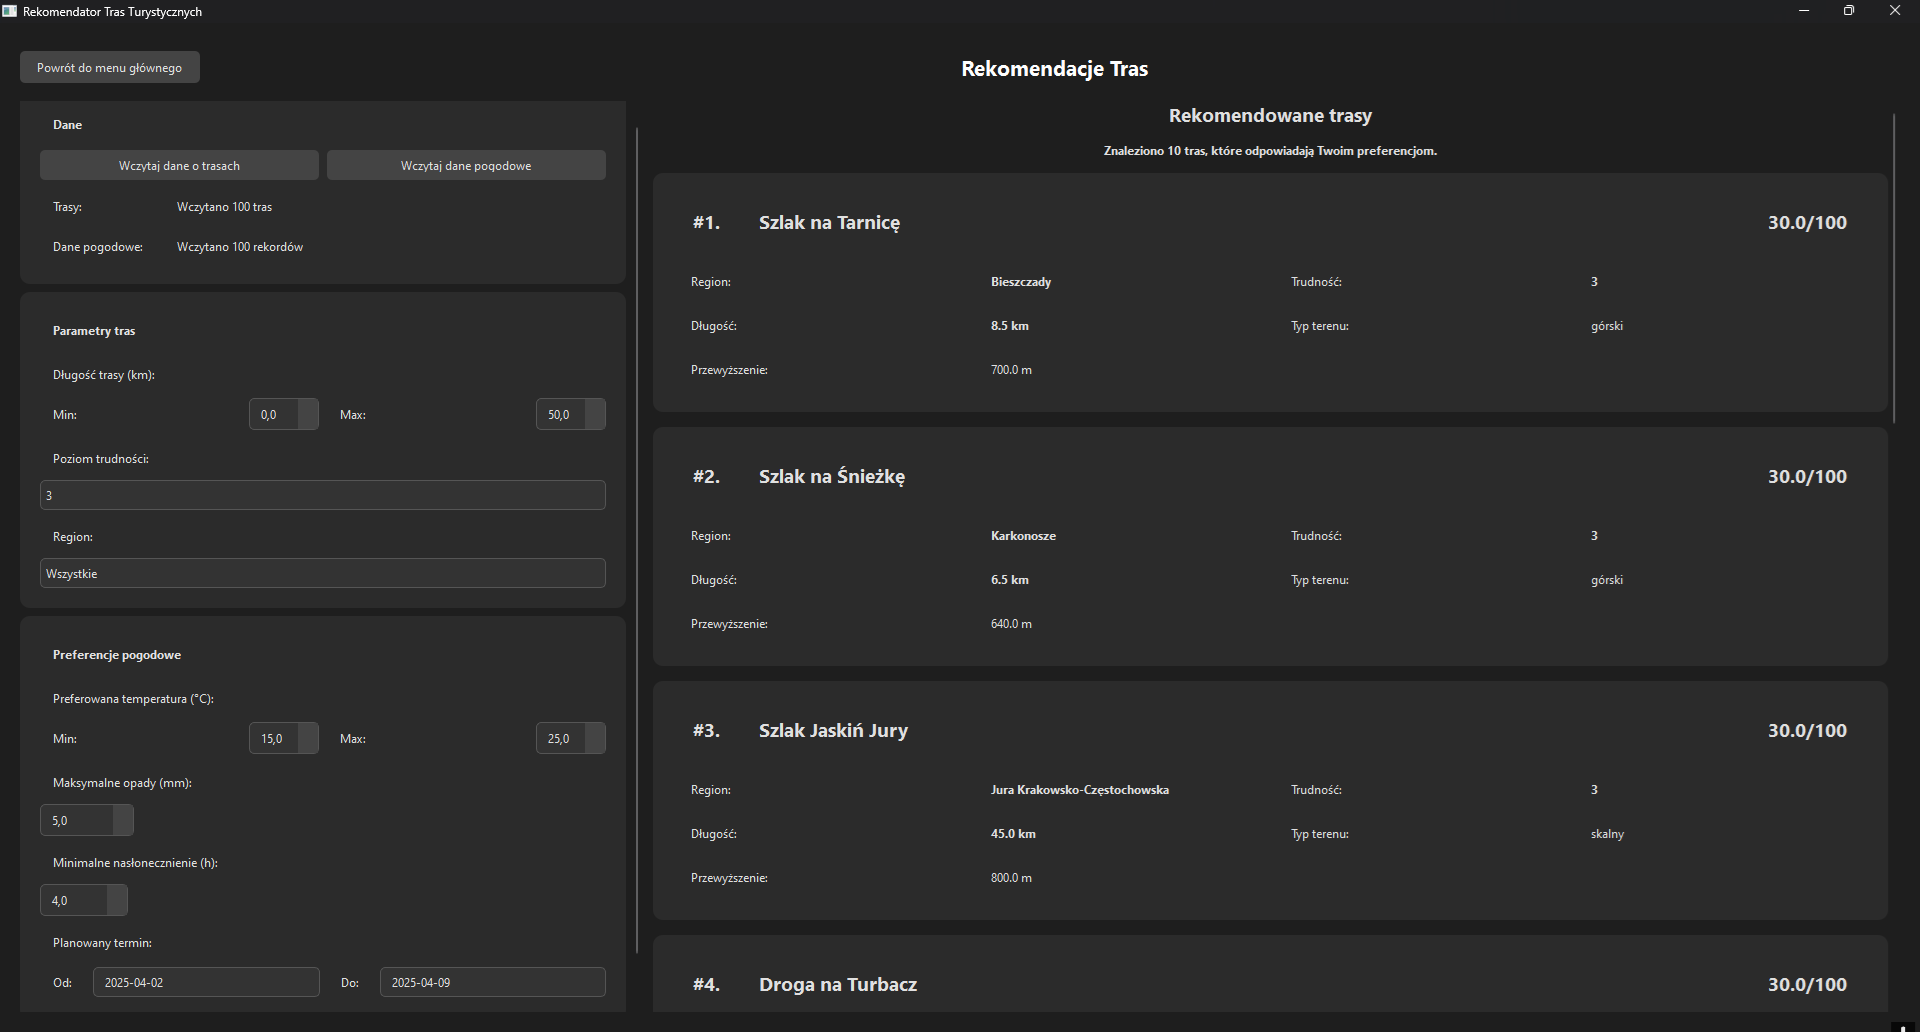 Rekomendator Tras Turystycznych
Powrót do menu głównego
Rekomendacje Tras
Dane
Wczytaj dane o trasach Wczytaj dane pogodowe
Trasy: Wczytano 100 tras
Dane pogodowe: Wczytano 100 rekordów
Parametry tras
Długość trasy (km):
Min: 0,0 Max: 50,0
Poziom trudności:
3
Region:
Wszystkie
Preferencje pogodowe
Preferowana temperatura (°C):
Min: 15,0 Max: 25,0
Maksymalne opady (mm):
5,0
Minimalne nasłonecznienie (h):
4,0
Planowany termin:
Od: 2025-04-02 Do: 2025-04-09
Rekomendowane trasy
Znaleziono 10 tras, które odpowiadają Twoim preferencjom.
#1. Szlak na Tarnicę 30.0/100
Region: Bieszczady Trudność: 3
Długość: 8.5 km Typ terenu: górski
Przewyższenie: 700.0 m
#2. Szlak na Śnieżkę 30.0/100
Region: Karkonosze Trudność: 3
Długość: 6.5 km Typ terenu: górski
Przewyższenie: 640.0 m
#3. Szlak Jaskiń Jury 30.0/100
Region: Jura Krakowsko-Częstochowska Trudność: 3
Długość: 45.0 km Typ terenu: skalny
Przewyższenie: 800.0 m
#4. Droga na Turbacz 30.0/100